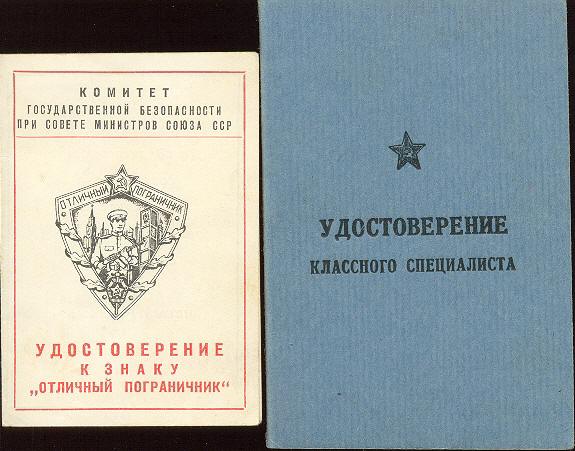 КОМИТЕТ
ГОСУДАРСТВЕННОЙ БЕЗОПАСНОСТИ
ПРИ СОВЕТЕ МИНИСТРОВ СОЮЗА ССР
ОТЛИЧНЫЙ ПОГРАНИЧНИК
УДОСТОВЕРЕНИЕ
К ЗНАКУ
„ОТЛИЧНЫЙ ПОГРАНИЧНИК“
УДОСТОВЕРЕНИЕ
КЛАССНОГО СПЕЦИАЛИСТА